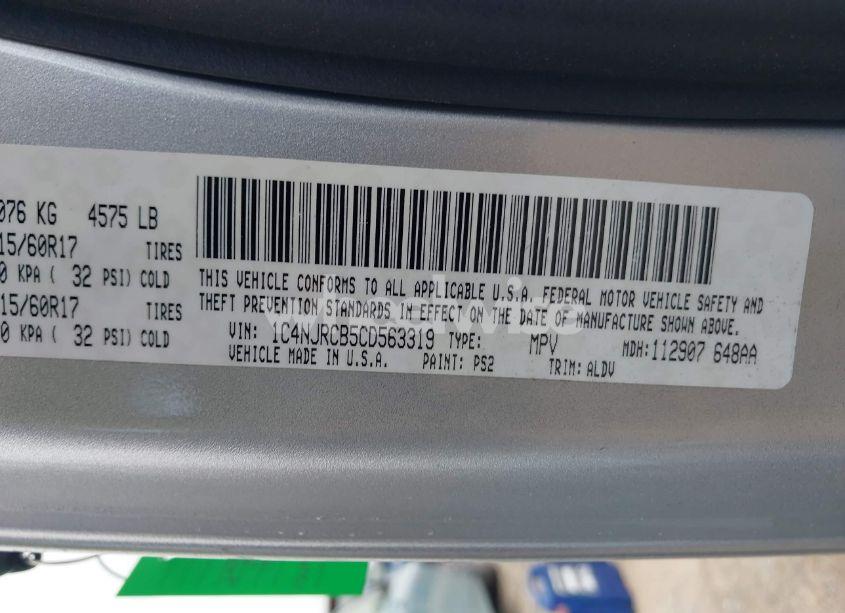 076 KG 4575 LB
15/60R17 TIRES
0 KPA ( 32 PSI) COLD
15/60R17 TIRES
0 KPA ( 32 PSI) COLD
THIS VEHICLE CONFORMS TO ALL APPLICABLE U.S.A. FEDERAL MOTOR VEHICLE SAFETY AND
THEFT PREVENTION STANDARDS IN EFFECT ON THE DATE OF MANUFACTURE SHOWN ABOVE.
VIN: 1C4NJRCB5CD563319 TYPE: MPV MDH:112907 648AA
VEHICLE MADE IN U.S.A. PAINT: PS2 TRIM: ALDV